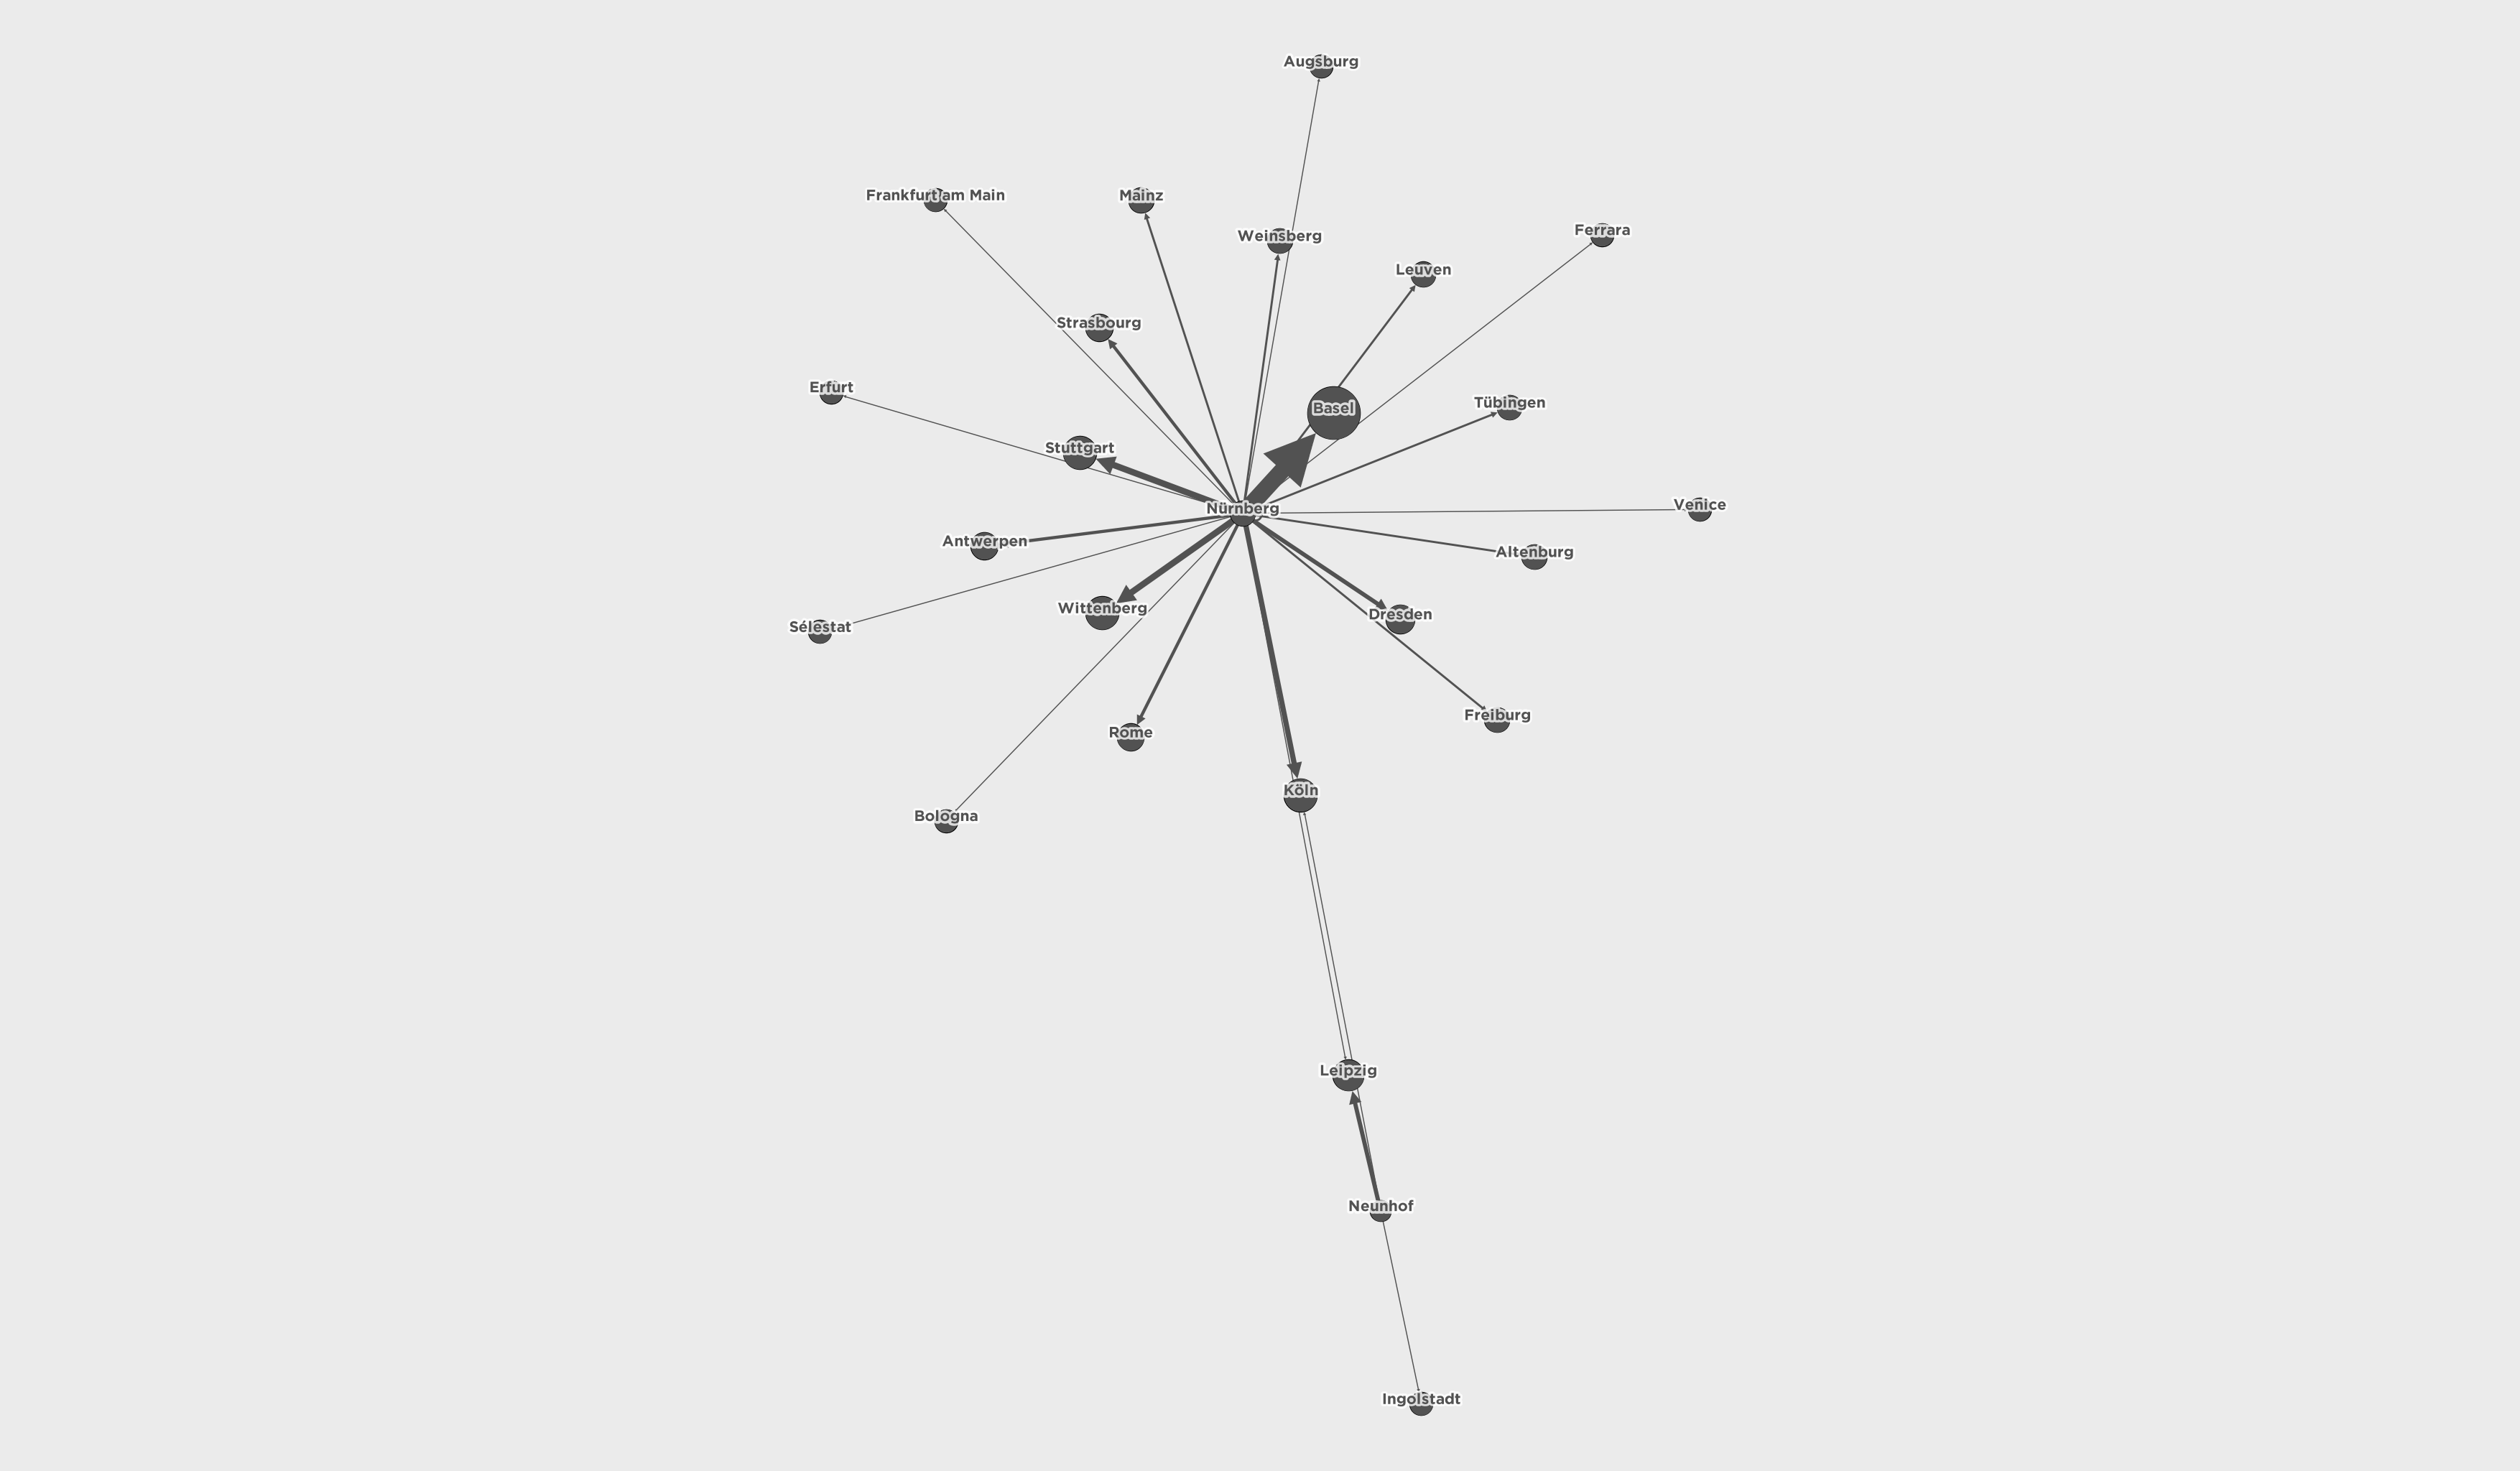 Augsburg
Frankfurt am Main
Mainz
Weinsberg
Ferrara
Leuven
Strasbourg
Erfurt
Basel
Tübingen
Stuttgart
Nürnberg
Venice
Antwerpen
Altenburg
Wittenberg
Dresden
Sélestat
Freiburg
Rome
Köln
Bologna
Leipzig
Neunhof
Ingolstadt